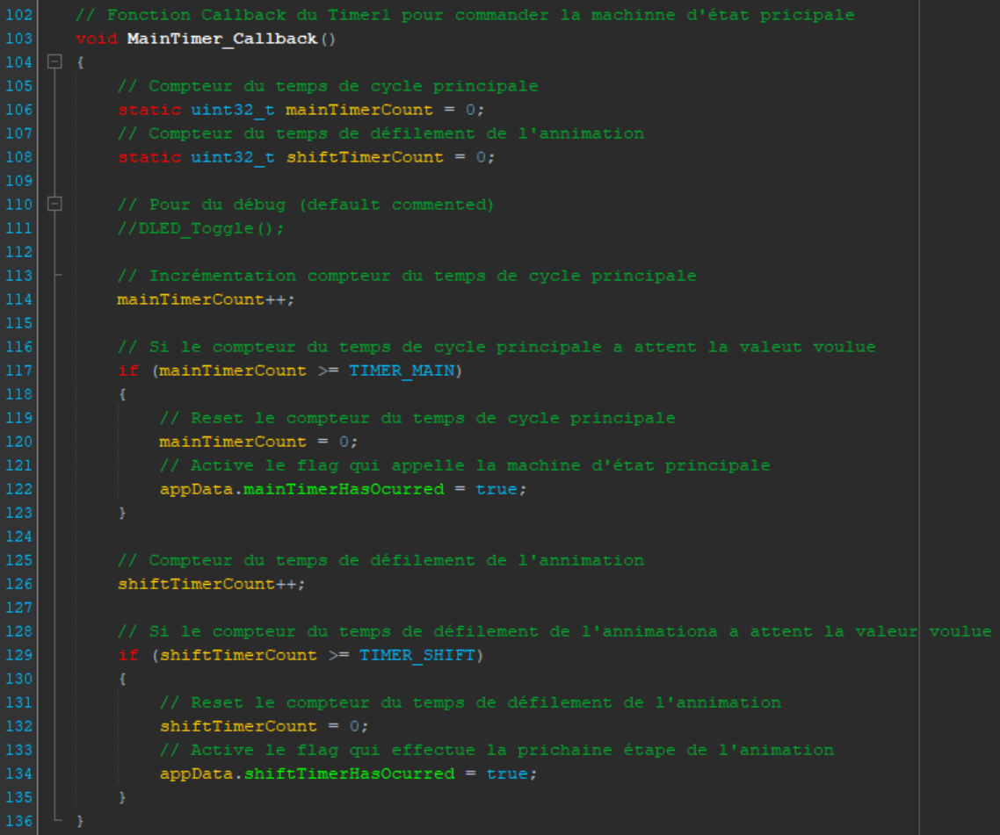 102 // Fonction Callback du Timer1 pour commander la machinne d'état pricipale
103 void MainTimer_Callback()
104 {
105 // Compteur du temps de cycle principale
106 static uint32_t mainTimerCount = 0;
107 // Compteur du temps de défilement de l'annimation
108 static uint32_t shiftTimerCount = 0;
109
110 // Pour du débug (default commented)
111 //DLED_Toggle();
112
113 // Incrémentation compteur du temps de cycle principale
114 mainTimerCount++;
115
116 // Si le compteur du temps de cycle principale a attent la valeut voulue
117 if (mainTimerCount >= TIMER_MAIN)
118 {
119 // Reset le compteur du temps de cycle principale
120 mainTimerCount = 0;
121 // Active le flag qui appelle la machine d'état principale
122 appData.mainTimerHasOcurred = true;
123 }
124
125 // Compteur du temps de défilement de l'annimation
126 shiftTimerCount++;
127
128 // Si le compteur du temps de défilement de l'annimationa a attent la valeur voulue
129 if (shiftTimerCount >= TIMER_SHIFT)
130 {
131 // Reset le compteur du temps de défilement de l'annimation
132 shiftTimerCount = 0;
133 // Active le flag qui effectue la prichaine étape de l'animation
134 appData.shiftTimerHasOcurred = true;
135 }
136 }